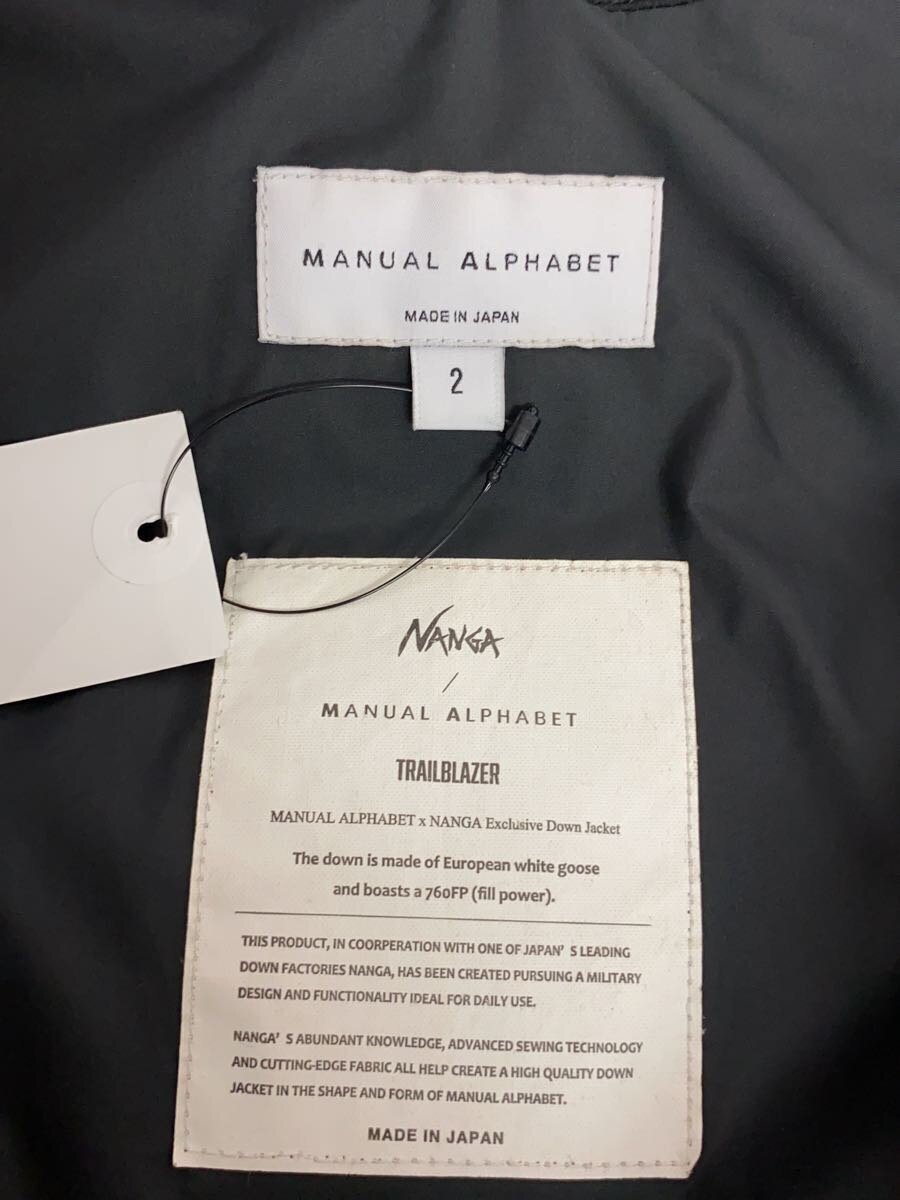 MANUAL ALPHABET
MADE IN JAPAN
2
NANGA
/
MANUAL ALPHABET
TRAILBLAZER
MANUAL ALPHABET x NANGA Exclusive Down Jacket
The down is made of European white goose
and boasts a 760FP (fill power).
THIS PRODUCT, IN COORPERATION WITH ONE OF JAPAN' S LEADING
DOWN FACTORIES NANGA, HAS BEEN CREATED PURSUING A MILITARY
DESIGN AND FUNCTIONALITY IDEAL FOR DAILY USE.
NANGA' S ABUNDANT KNOWLEDGE, ADVANCED SEWING TECHNOLOGY
AND CUTTING-EDGE FABRIC ALL HELP CREATE A HIGH QUALITY DOWN
JACKET IN THE SHAPE AND FORM OF MANUAL ALPHABET.
MADE IN JAPAN